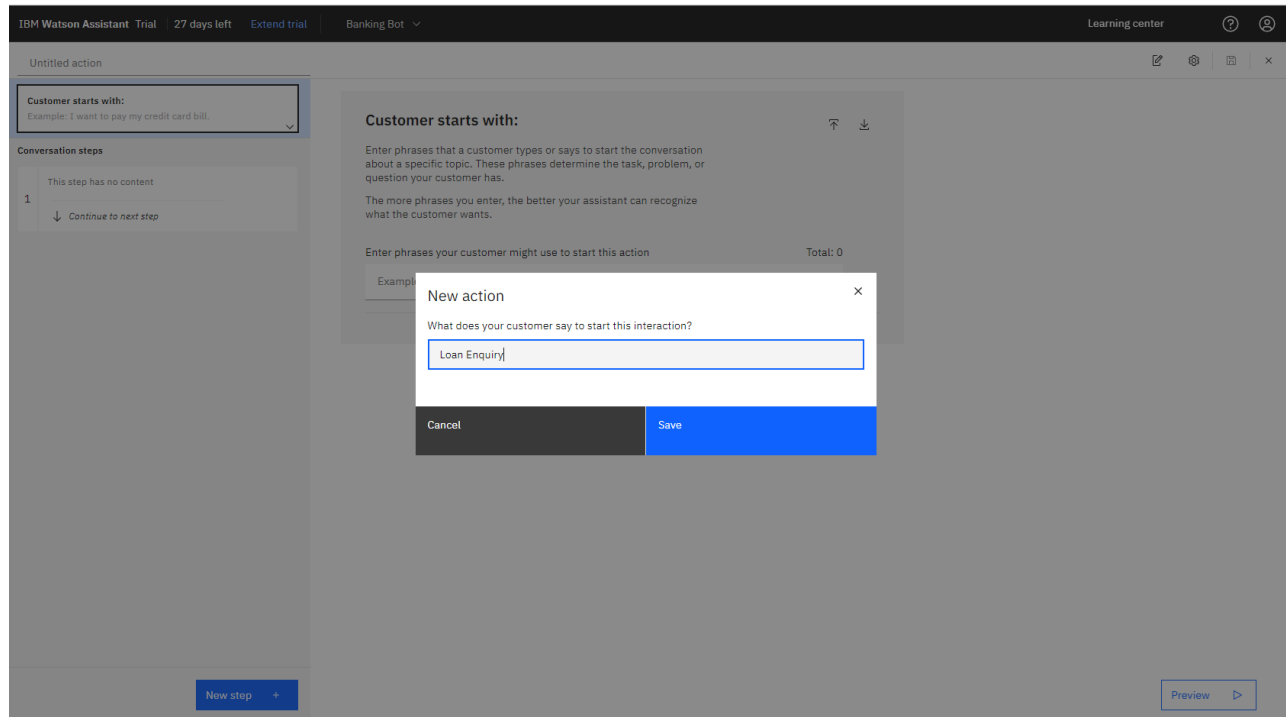 IBM Watson Assistant Trial 27 days left Extend trial Banking Bot Learning center
Untitled action
Customer starts with:
Example: I want to pay my credit card bill.
Conversation steps
This step has no content
1
Continue to next step
Customer starts with:
Enter phrases that a customer types or says to start the conversation
about a specific topic. These phrases determine the task, problem, or
question your customer has.
The more phrases you enter, the better your assistant can recognize
what the customer wants.
Enter phrases your customer might use to start this action Total: 0
Exampl
New action
What does your customer say to start this interaction?
Loan Enquiry
Cancel Save
New step +
Preview